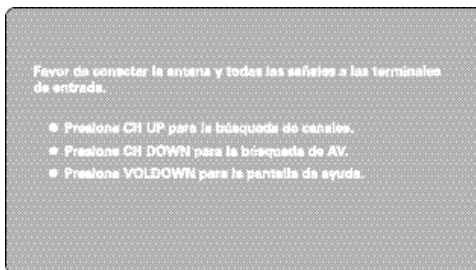 Favor de conectar la antena y todas las señales a las terminales
de entrada.
● Presione CH UP para la búsqueda de canales.
● Presione CH DOWN para la búsqueda de AV.
● Presione VOLDOWN para la pantalla de ayuda.